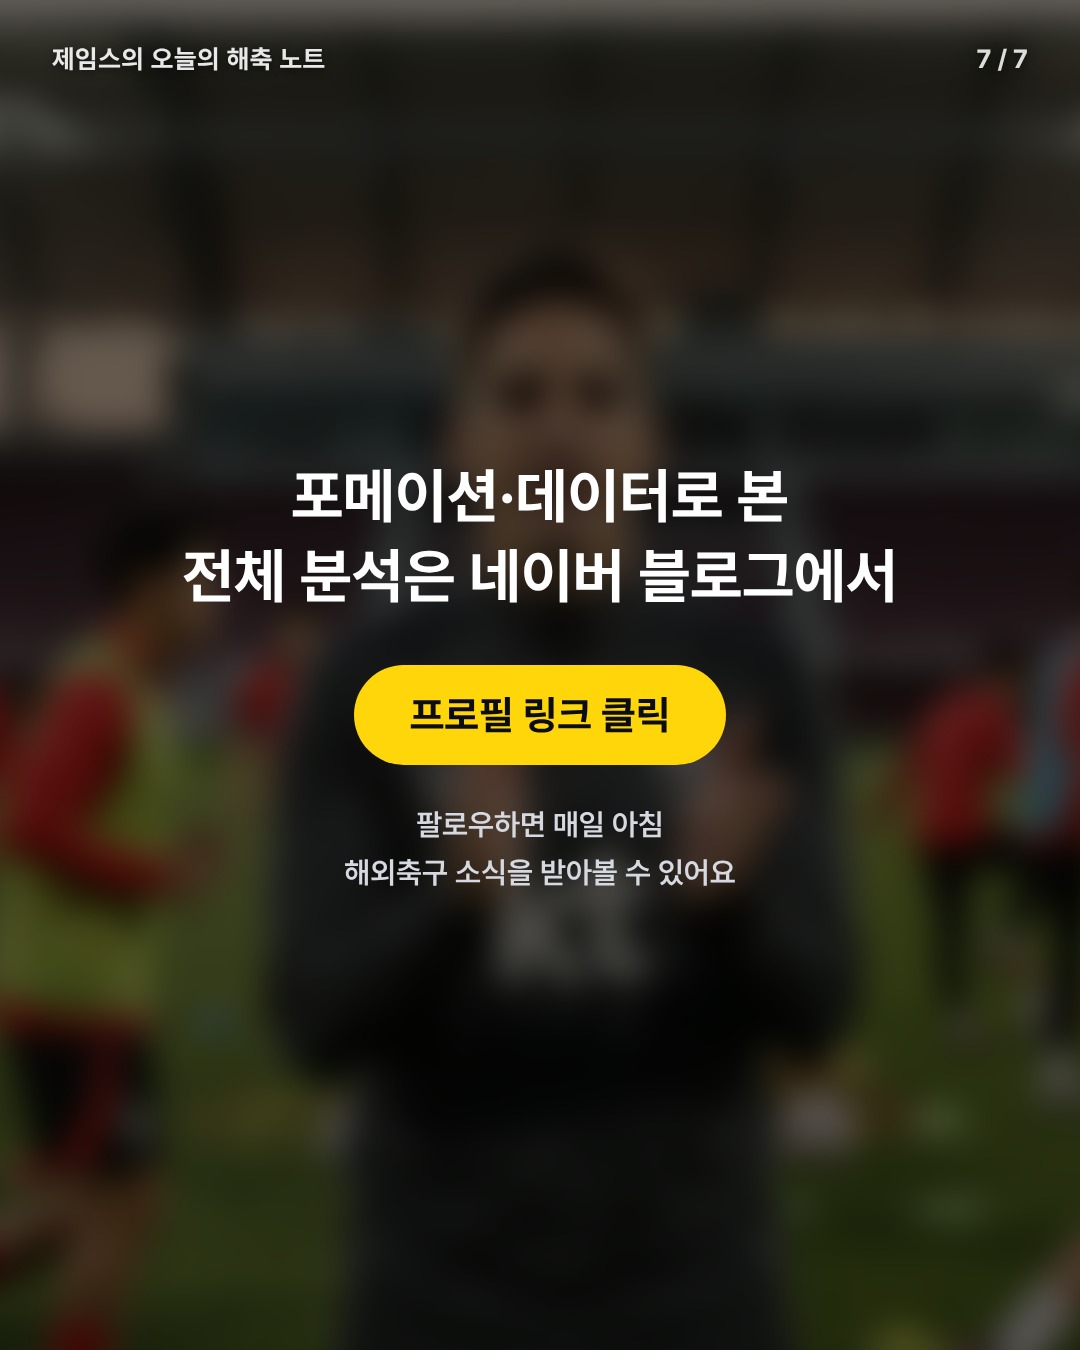 제임스의 오늘의 해축 노트
7 / 7
포메이션·데이터로 본
전체 분석은 네이버 블로그에서
프로필 링크 클릭
팔로우하면 매일 아침
해외축구 소식을 받아볼 수 있어요